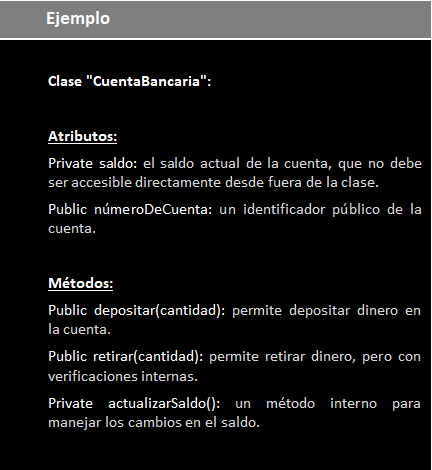 Ejemplo
Clase "CuentaBancaria":
Atributos:
Private saldo: el saldo actual de la cuenta, que no debe
ser accesible directamente desde fuera de la clase.
Public númeroDeCuenta: un identificador público de la
cuenta.
Métodos:
Public depositar(cantidad): permite depositar dinero en
la cuenta.
Public retirar(cantidad): permite retirar dinero, pero con
verificaciones internas.
Private actualizarSaldo(): un método interno para
manejar los cambios en el saldo.